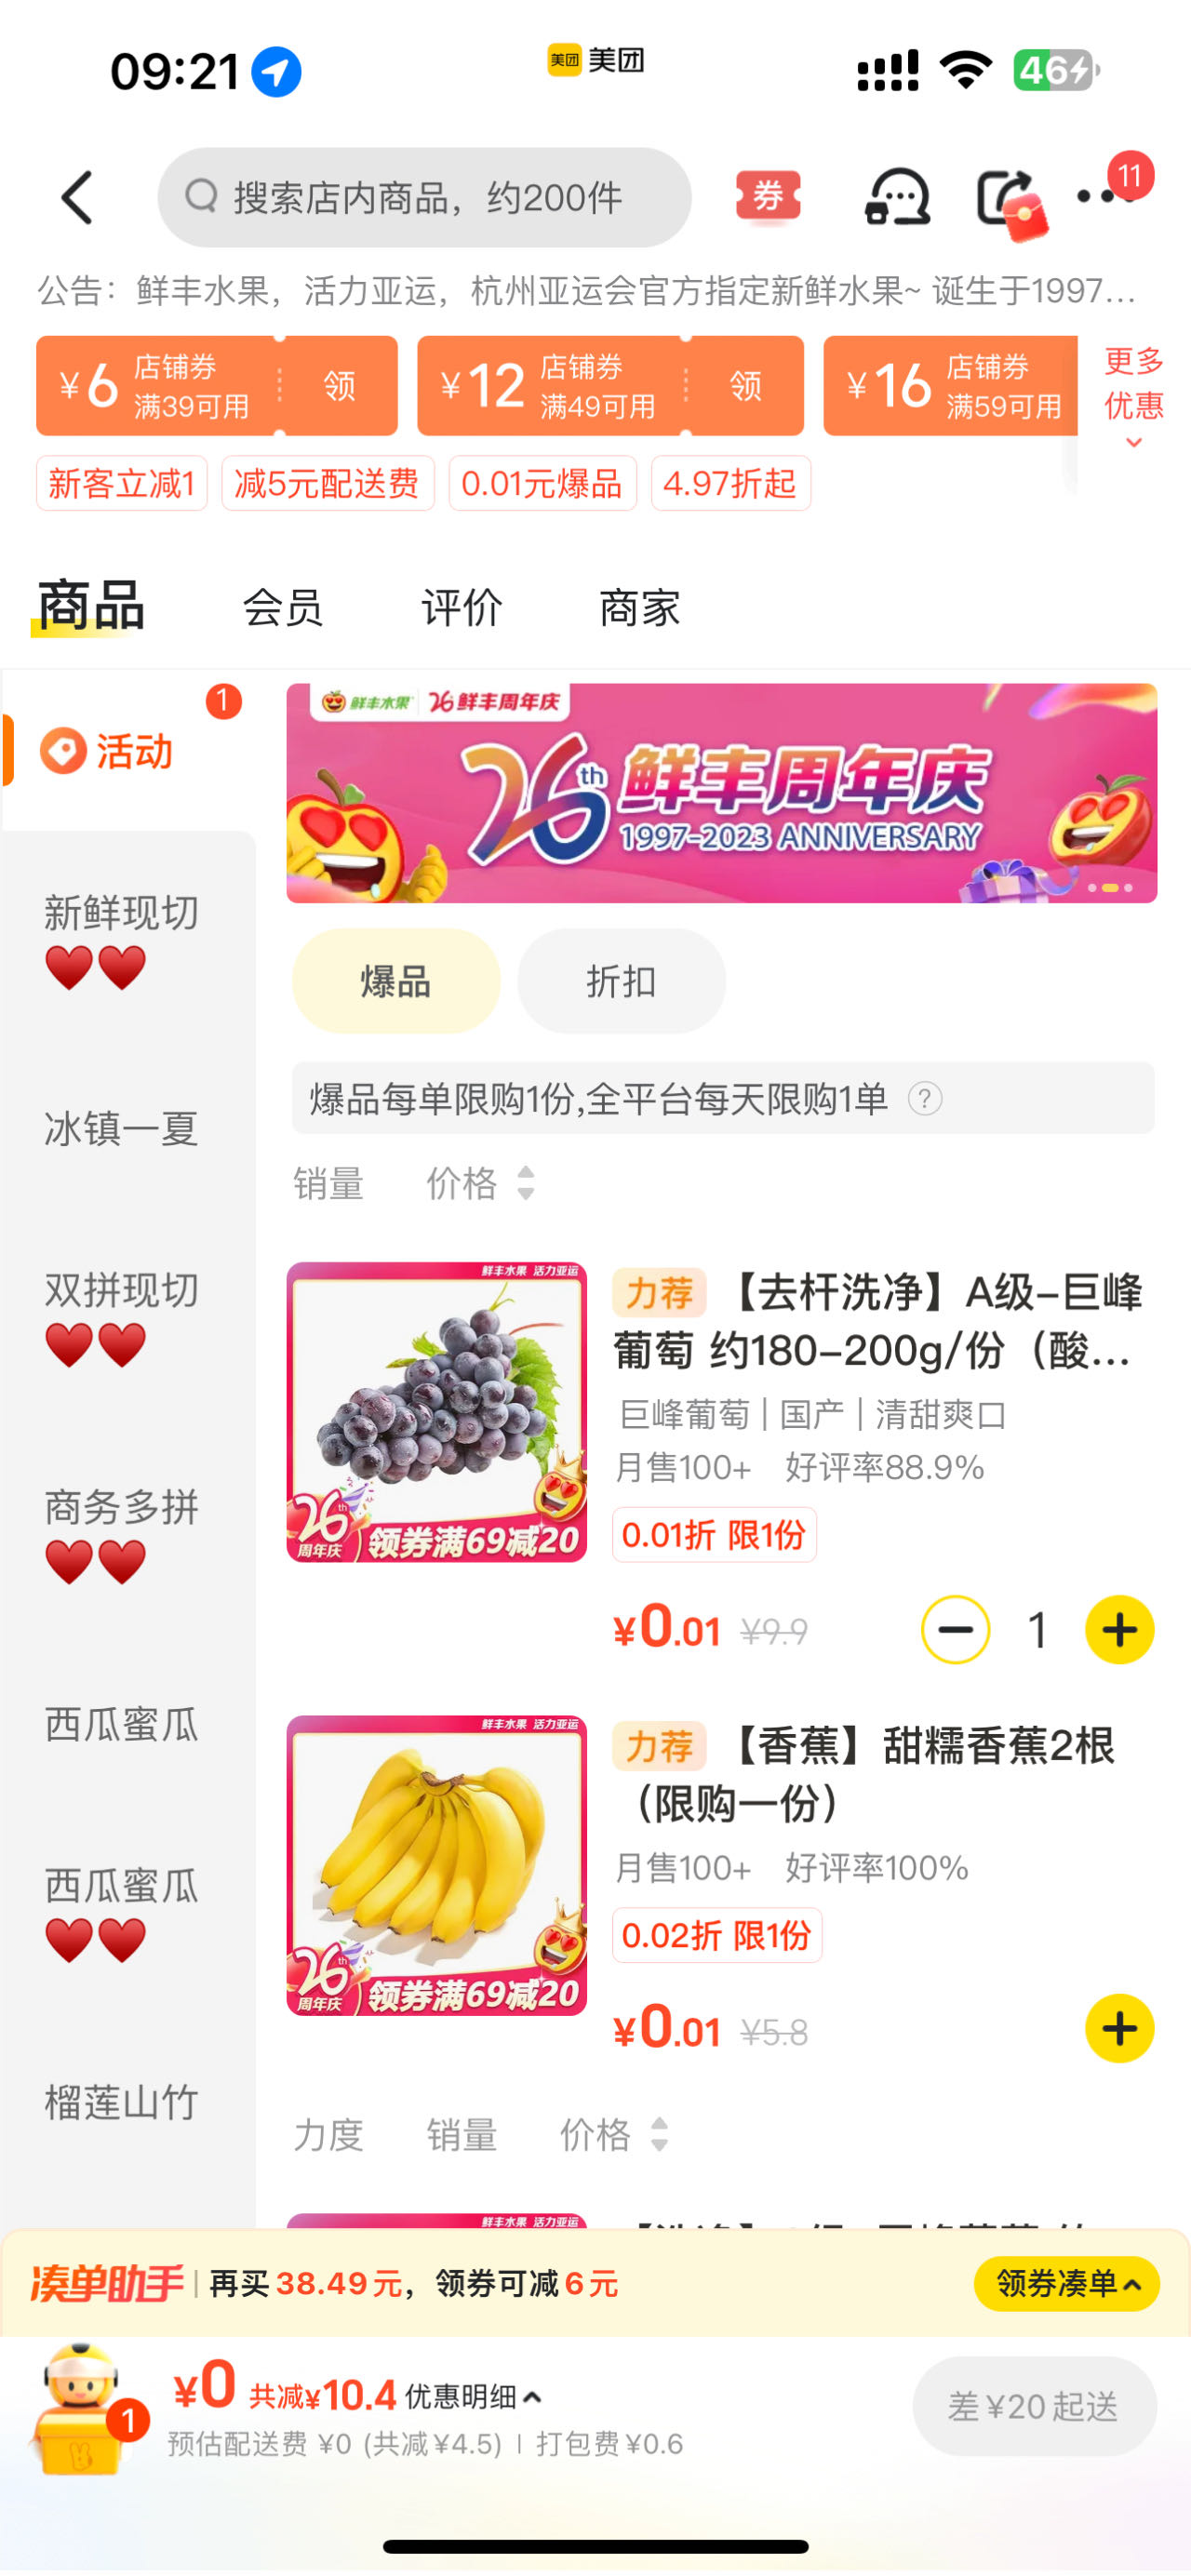 09:21
美团 美团
46
搜索店内商品，约200件
券
11
公告：鲜丰水果，活力亚运，杭州亚运会官方指定新鲜水果~ 诞生于1997...
¥6 店铺券 满39可用 领
¥12 店铺券 满49可用 领
¥16 店铺券 满59可用
更多优惠
新客立减1 减5元配送费 0.01元爆品 4.97折起
商品 会员 评价 商家
1
活动
新鲜现切
冰镇一夏
双拼现切
商务多拼
西瓜蜜瓜
西瓜蜜瓜
榴莲山竹
鲜丰水果 26鲜丰周年庆
26th 鲜丰周年庆
1997-2023 ANNIVERSARY
爆品 折扣
爆品每单限购1份,全平台每天限购1单 ?
销量 价格
鲜丰水果 活力亚运
26th 周年庆 领券满69减20
力荐 【去杆洗净】A级-巨峰
葡萄 约180-200g/份（酸...
巨峰葡萄 | 国产 | 清甜爽口
月售100+ 好评率88.9%
0.01折 限1份
¥0.01 ¥9.9 1
鲜丰水果 活力亚运
26th 周年庆 领券满69减20
力荐 【香蕉】甜糯香蕉2根
（限购一份）
月售100+ 好评率100%
0.02折 限1份
¥0.01 ¥5.8
力度 销量 价格
鲜丰水果 活力亚运
凑单助手 | 再买38.49元，领券可减6元
领券凑单
1
¥0 共减¥10.4 优惠明细
预估配送费 ¥0 (共减¥4.5) | 打包费¥0.6
差¥20起送